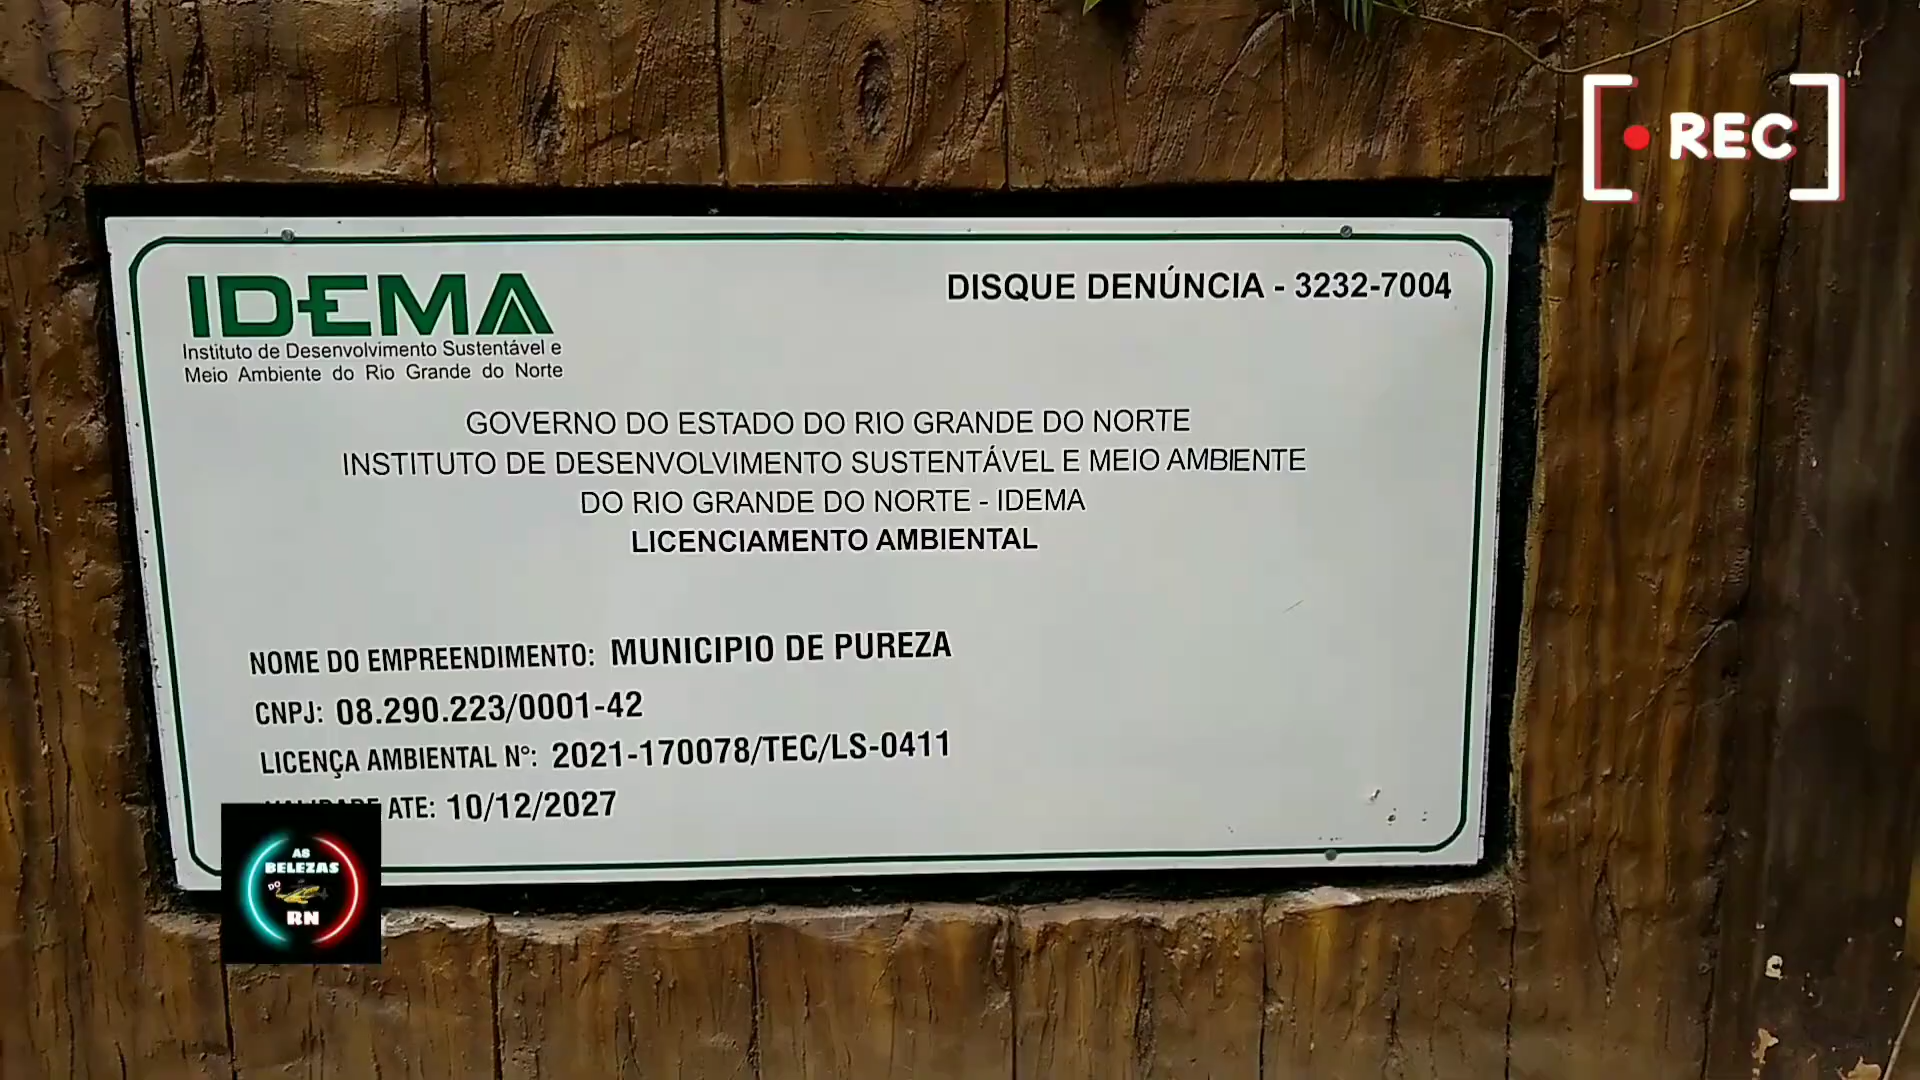 REC
IDEMA
DISQUE DENÚNCIA - 3232-7004
Instituto de Desenvolvimento Sustentável e
Meio Ambiente do Rio Grande do Norte
GOVERNO DO ESTADO DO RIO GRANDE DO NORTE
INSTITUTO DE DESENVOLVIMENTO SUSTENTÁVEL E MEIO AMBIENTE
DO RIO GRANDE DO NORTE - IDEMA
LICENCIAMENTO AMBIENTAL
NOME DO EMPREENDIMENTO: MUNICIPIO DE PUREZA
CNPJ: 08.290.223/0001-42
LICENÇA AMBIENTAL Nº: 2021-170078/TEC/LS-0411
ATE: 10/12/2027
AS
BELEZAS
DO
RN